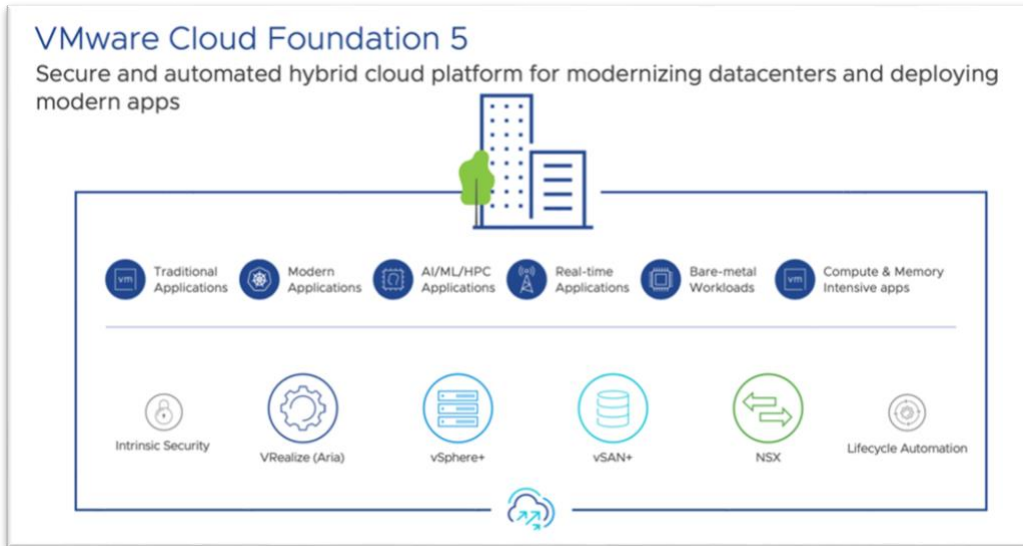 VMware Cloud Foundation 5
Secure and automated hybrid cloud platform for modernizing datacenters and deploying
modern apps
vm
Traditional
Applications
Modern
Applications
AI/ML/HPC
Applications
Real-time
Applications
Bare-metal
Workloads
vm
Compute & Memory
Intensive apps
Intrinsic Security
VRealize (Aria)
vSphere+
vSAN+
NSX
Lifecycle Automation